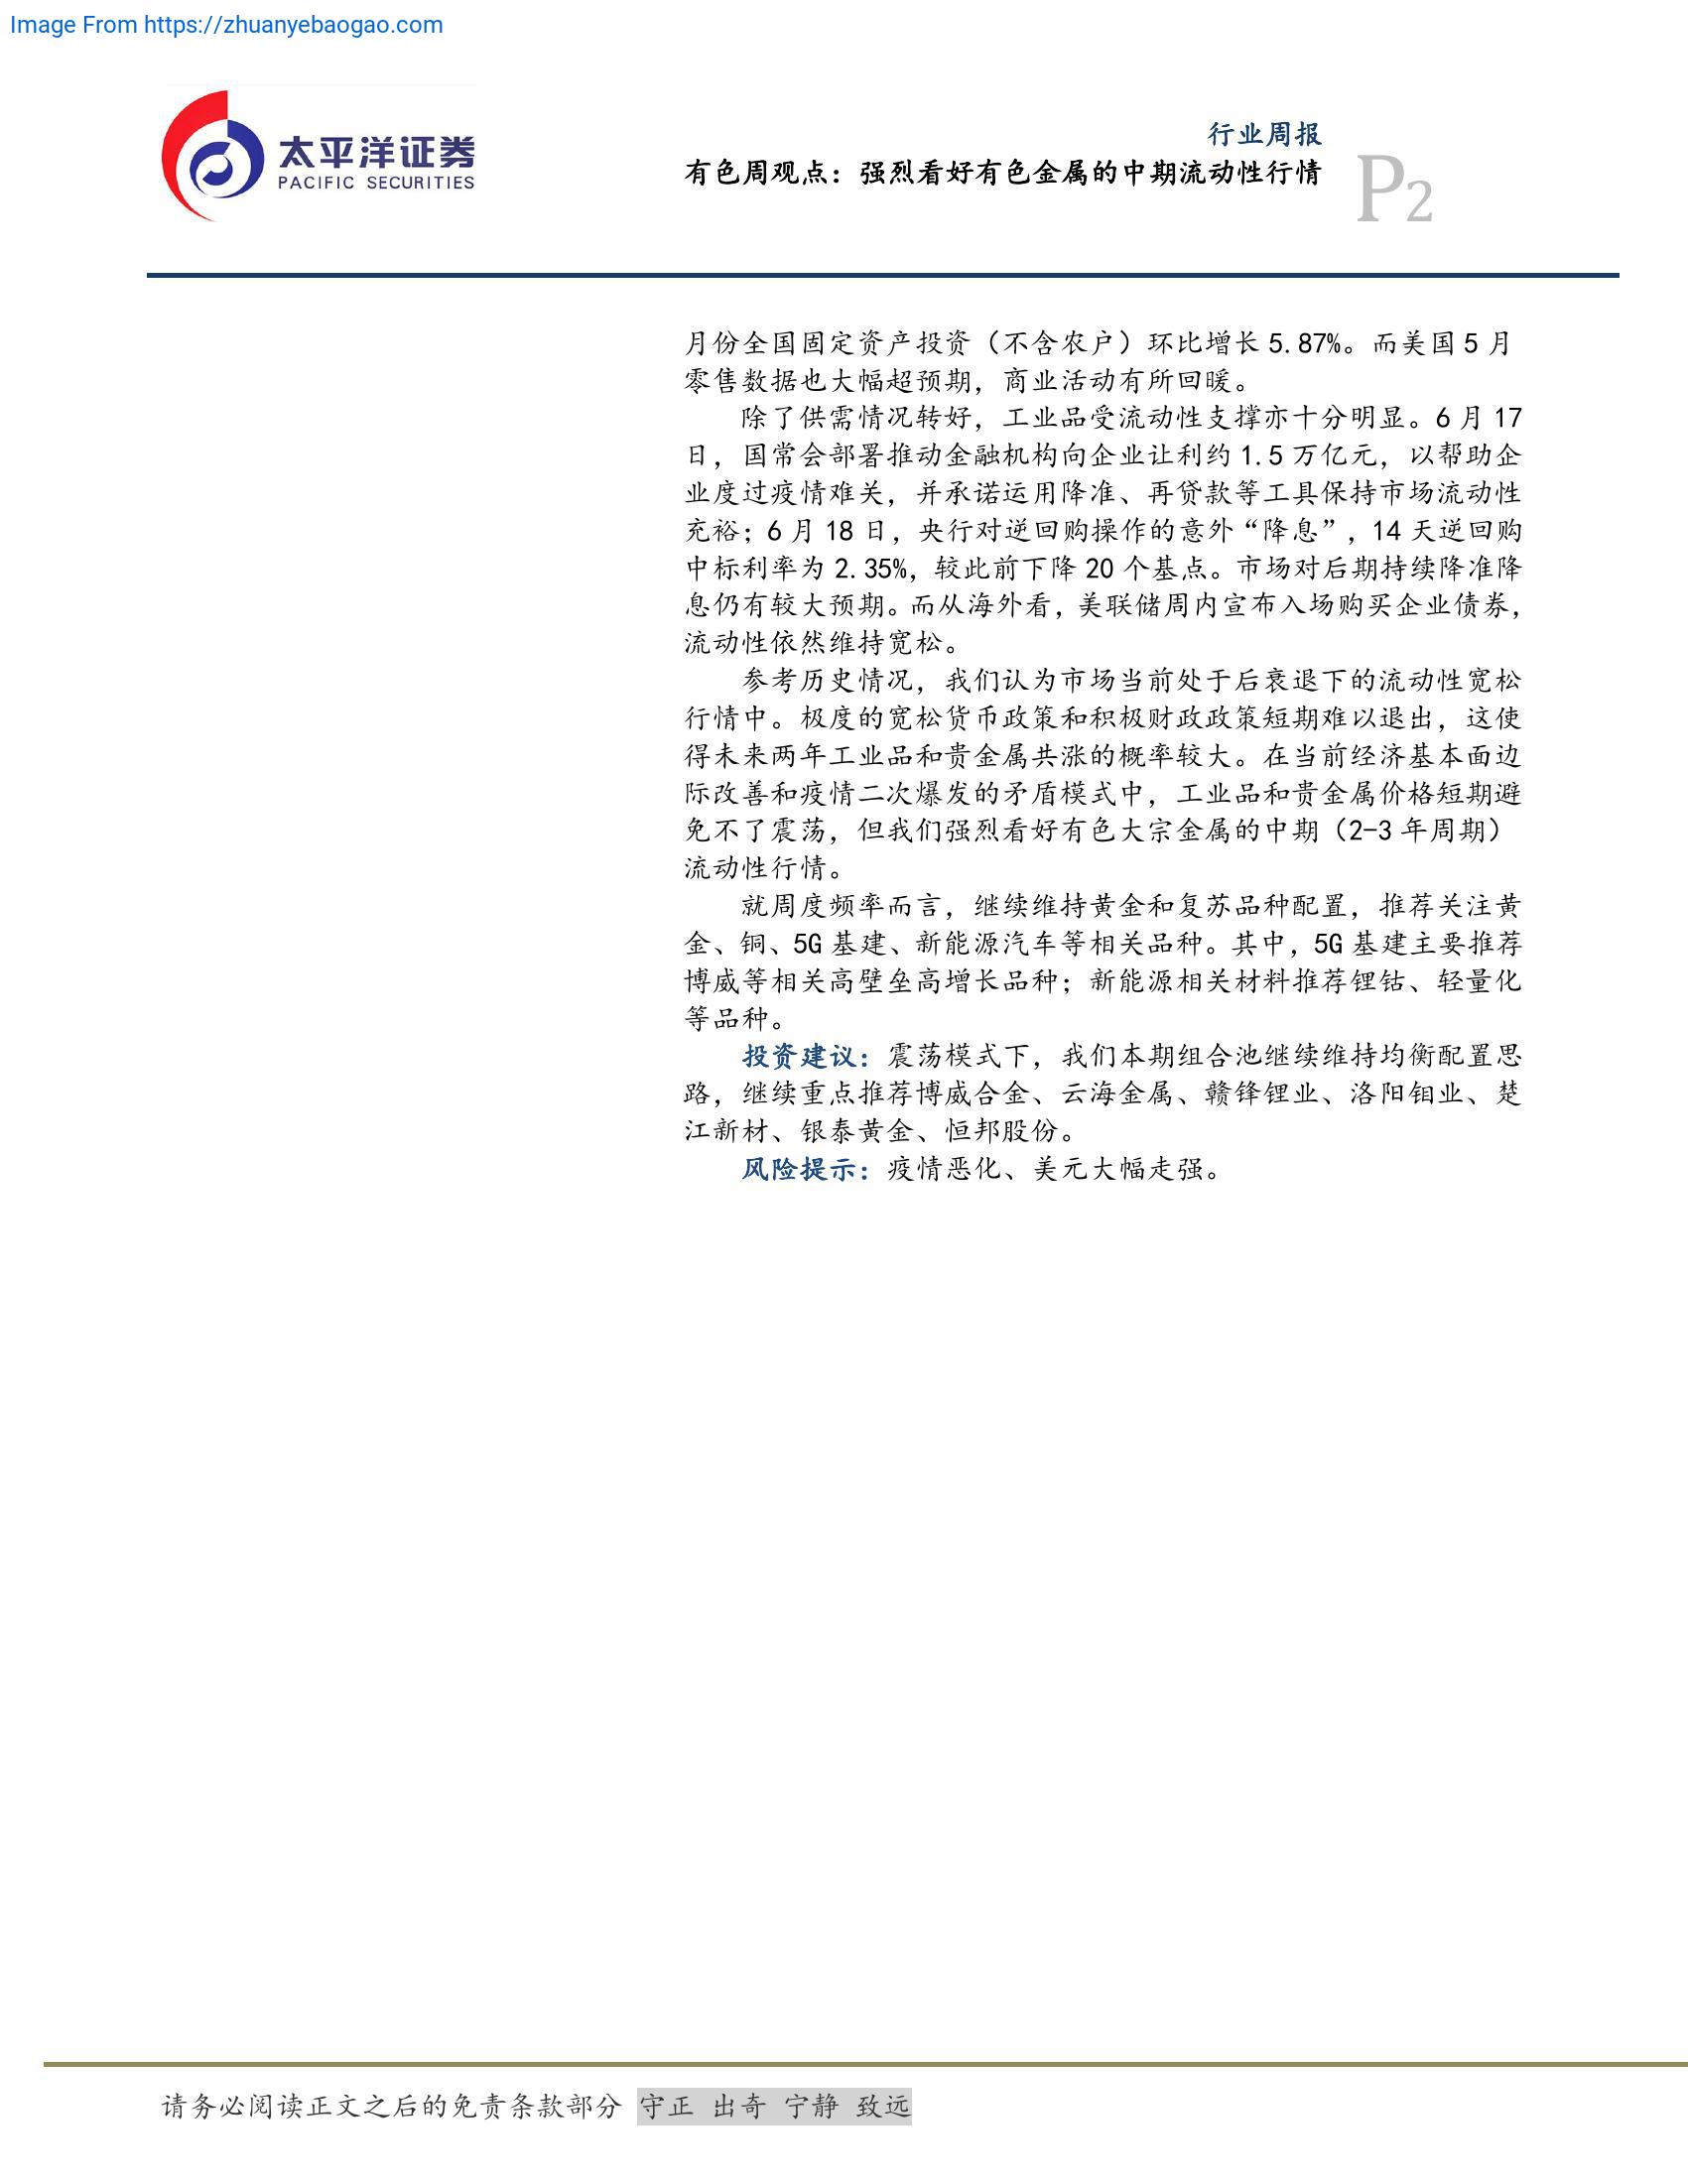 Image From https://zhuanyebaogao.com
太平洋证券
PACIFIC SECURITIES
行业周报
有色周观点：强烈看好有色金属的中期流动性行情
P2
月份全国固定资产投资（不含农户）环比增长 5.87%。而美国 5 月
零售数据也大幅超预期，商业活动有所回暖。
除了供需情况转好，工业品受流动性支撑亦十分明显。6 月 17
日，国常会部署推动金融机构向企业让利约 1.5 万亿元，以帮助企
业度过疫情难关，并承诺运用降准、再贷款等工具保持市场流动性
充裕；6 月 18 日，央行对逆回购操作的意外“降息”，14 天逆回购
中标利率为 2.35%，较此前下降 20 个基点。市场对后期持续降准降
息仍有较大预期。而从海外看，美联储周内宣布入场购买企业债券，
流动性依然维持宽松。
参考历史情况，我们认为市场当前处于后衰退下的流动性宽松
行情中。极度的宽松货币政策和积极财政政策短期难以退出，这使
得未来两年工业品和贵金属共涨的概率较大。在当前经济基本面边
际改善和疫情二次爆发的矛盾模式中，工业品和贵金属价格短期避
免不了震荡，但我们强烈看好有色大宗金属的中期（2-3 年周期）
流动性行情。
就周度频率而言，继续维持黄金和复苏品种配置，推荐关注黄
金、铜、5G 基建、新能源汽车等相关品种。其中，5G 基建主要推荐
博威等相关高壁垒高增长品种；新能源相关材料推荐锂钴、轻量化
等品种。
投资建议：震荡模式下，我们本期组合池继续维持均衡配置思
路，继续重点推荐博威合金、云海金属、赣锋锂业、洛阳钼业、楚
江新材、银泰黄金、恒邦股份。
风险提示：疫情恶化、美元大幅走强。
请务必阅读正文之后的免责条款部分 守正 出奇 宁静 致远